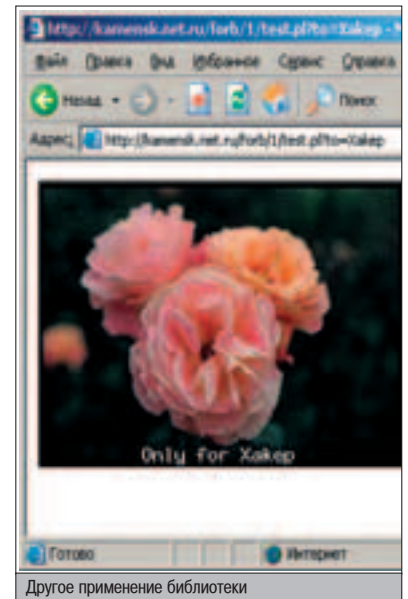 http://kamensk.net.ru/forb/1/test.pl?to=Xakep -
Файл Правка Вид Избранное Сервис Справка
Назад Поиск
Адрес: http://kamensk.net.ru/forb/1/test.pl?to=Xakep
Only for Xakep
Готово Интернет
Другое применение библиотеки